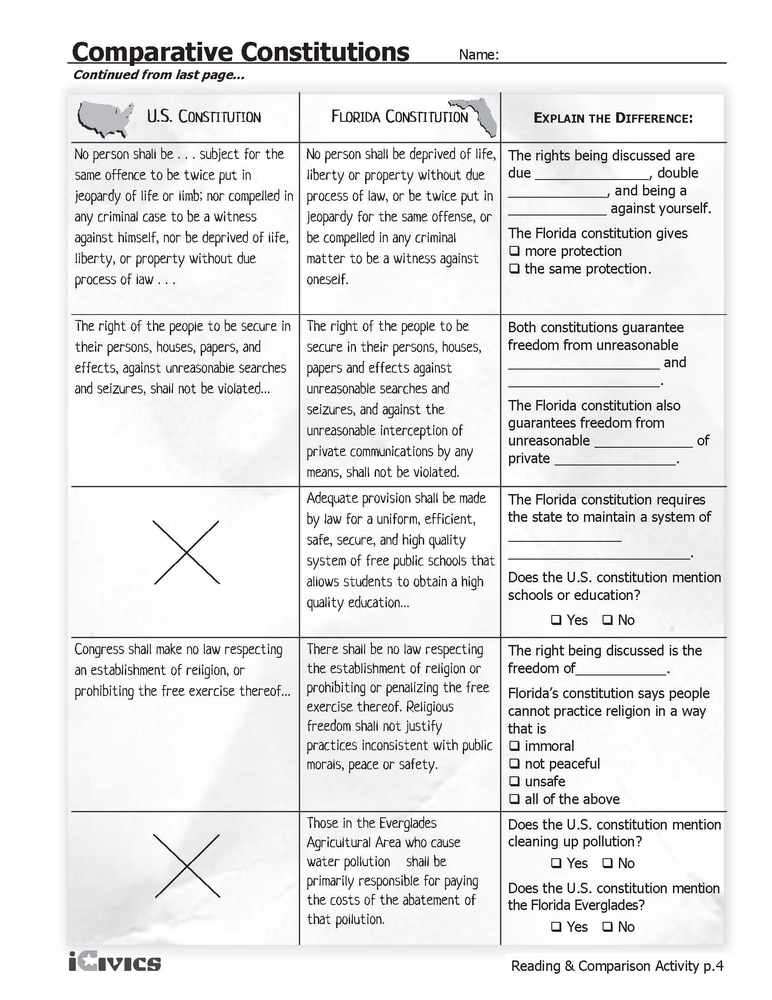 Comparative Constitutions
Name:
Continued from last page...
U.S. CONSTITUTION
FLORIDA CONSTITUTION
EXPLAIN THE DIFFERENCE:
No person shall be . . . subject for the
same offence to be twice put in
jeopardy of life or limb; nor compelled in
any criminal case to be a witness
against himself, nor be deprived of life,
liberty, or property without due
process of law . . .
No person shall be deprived of life,
liberty or property without due
process of law, or be twice put in
jeopardy for the same offense, or
be compelled in any criminal
matter to be a witness against
oneself.
The rights being discussed are
due _______________, double
_____________, and being a
_____________ against yourself.
The Florida constitution gives
❑ more protection
❑ the same protection.
The right of the people to be secure in
their persons, houses, papers, and
effects, against unreasonable searches
and seizures, shall not be violated...
The right of the people to be
secure in their persons, houses,
papers and effects against
unreasonable searches and
seizures, and against the
unreasonable interception of
private communications by any
means, shall not be violated.
Both constitutions guarantee
freedom from unreasonable
____________________ and
____________________.
The Florida constitution also
guarantees freedom from
unreasonable _____________ of
private ________________.
Adequate provision shall be made
by law for a uniform, efficient,
safe, secure, and high quality
system of free public schools that
allows students to obtain a high
quality education...
The Florida constitution requires
the state to maintain a system of
_______________
________________________.
Does the U.S. constitution mention
schools or education?
❑ Yes ❑ No
Congress shall make no law respecting
an establishment of religion, or
prohibiting the free exercise thereof...
There shall be no law respecting
the establishment of religion or
prohibiting or penalizing the free
exercise thereof. Religious
freedom shall not justify
practices inconsistent with public
morals, peace or safety.
The right being discussed is the
freedom of____________.
Florida’s constitution says people
cannot practice religion in a way
that is
❑ immoral
❑ not peaceful
❑ unsafe
❑ all of the above
Those in the Everglades
Agricultural Area who cause
water pollution shall be
primarily responsible for paying
the costs of the abatement of
that pollution.
Does the U.S. constitution mention
cleaning up pollution?
❑ Yes ❑ No
Does the U.S. constitution mention
the Florida Everglades?
❑ Yes ❑ No
iCivics
Reading & Comparison Activity p.4